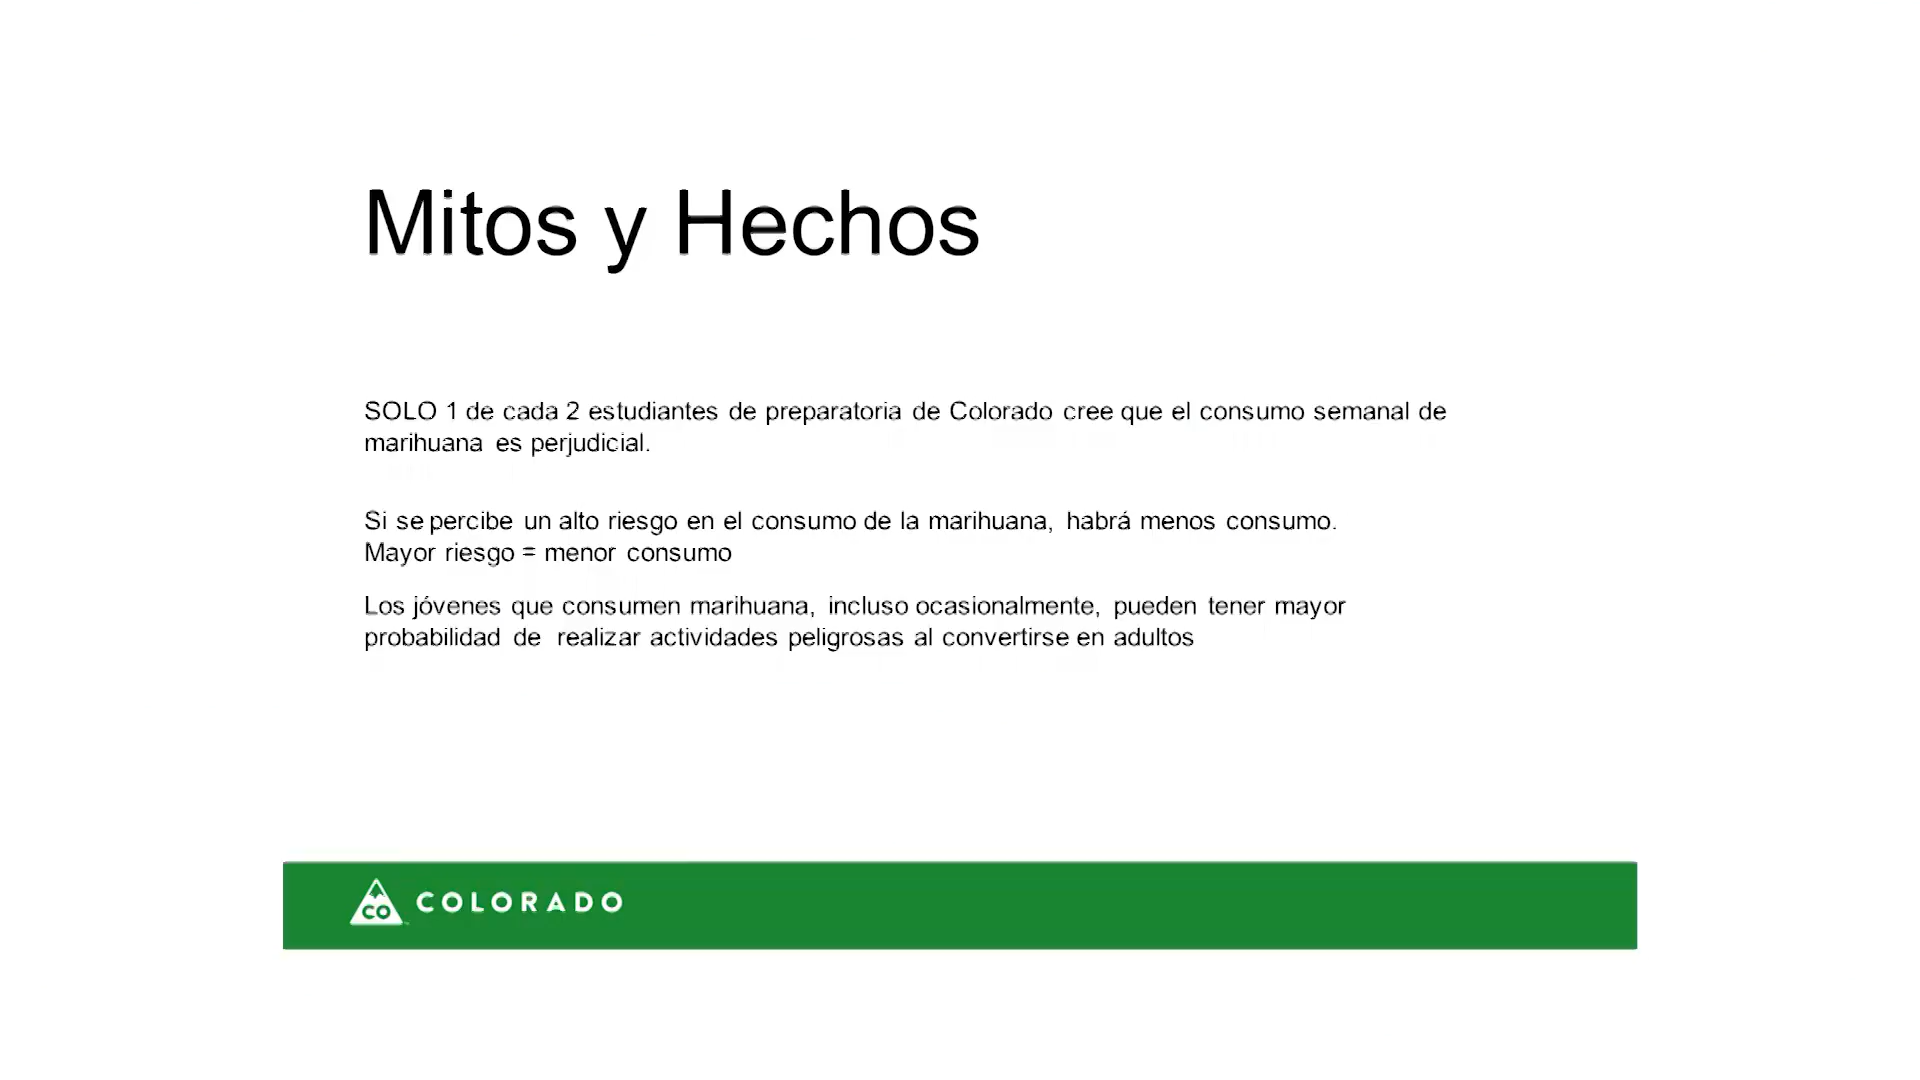 Mitos y Hechos
SOLO 1 de cada 2 estudiantes de preparatoria de Colorado cree que el consumo semanal de
marihuana es perjudicial.
Si se percibe un alto riesgo en el consumo de la marihuana, habrá menos consumo.
Mayor riesgo = menor consumo
Los jóvenes que consumen marihuana, incluso ocasionalmente, pueden tener mayor
probabilidad de realizar actividades peligrosas al convertirse en adultos
CO COLORADO